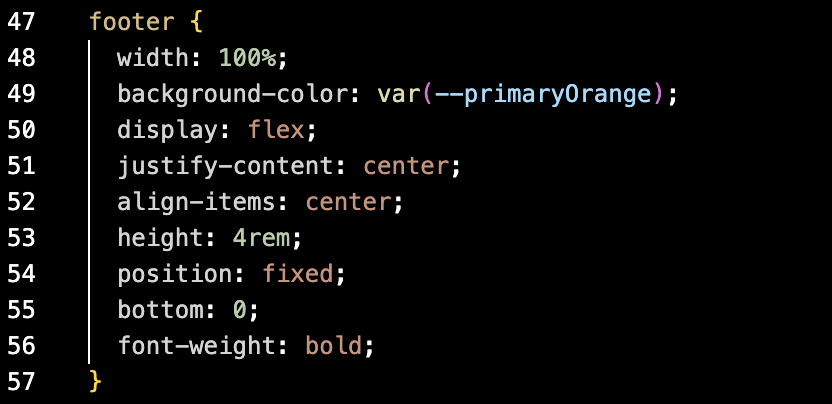 47 footer {
48 width: 100%;
49 background-color: var(--primaryOrange);
50 display: flex;
51 justify-content: center;
52 align-items: center;
53 height: 4rem;
54 position: fixed;
55 bottom: 0;
56 font-weight: bold;
57 }